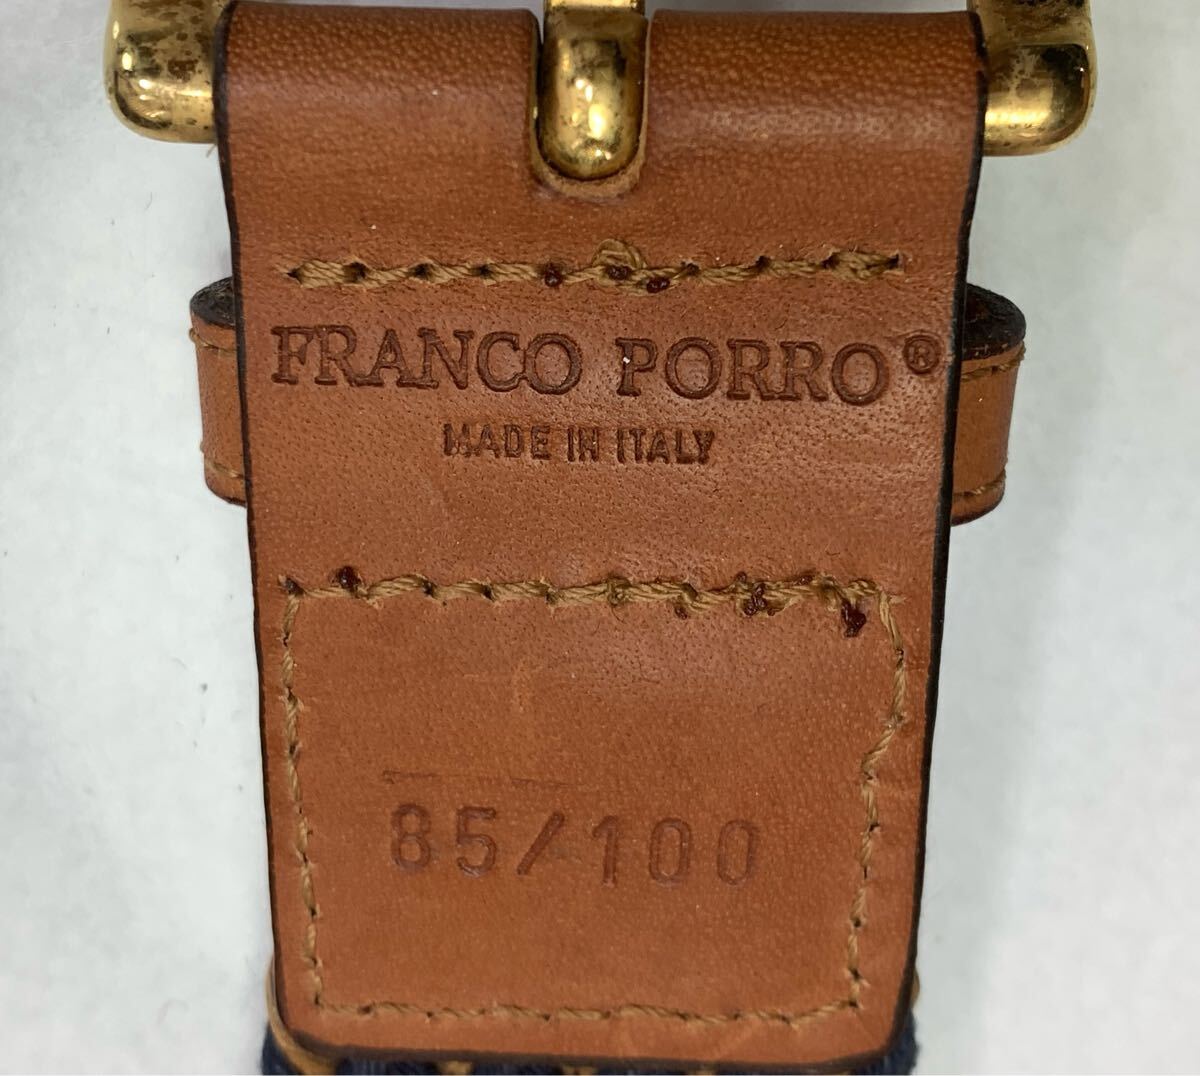 FRANCO PORRO®
MADE IN ITALY
85/100